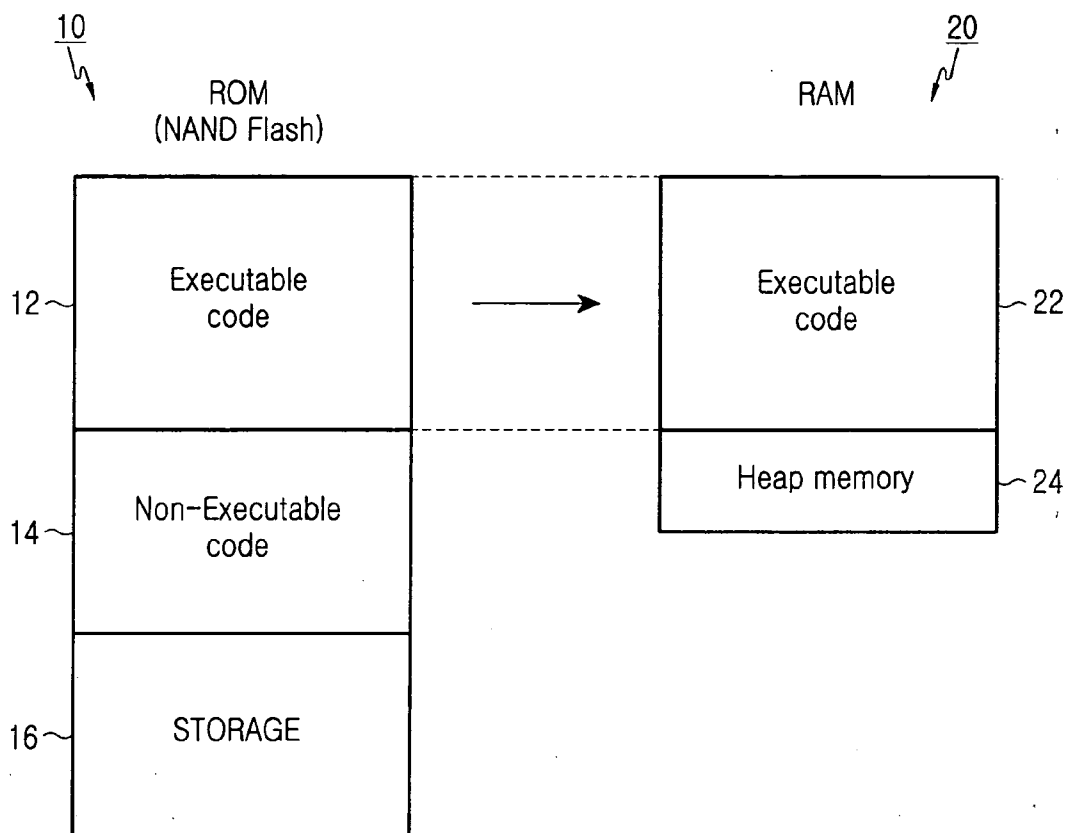 10
20
ROM
(NAND Flash)
RAM
Executable
code
12
Executable
code
22
Non-Executable
code
14
Heap memory
24
STORAGE
16